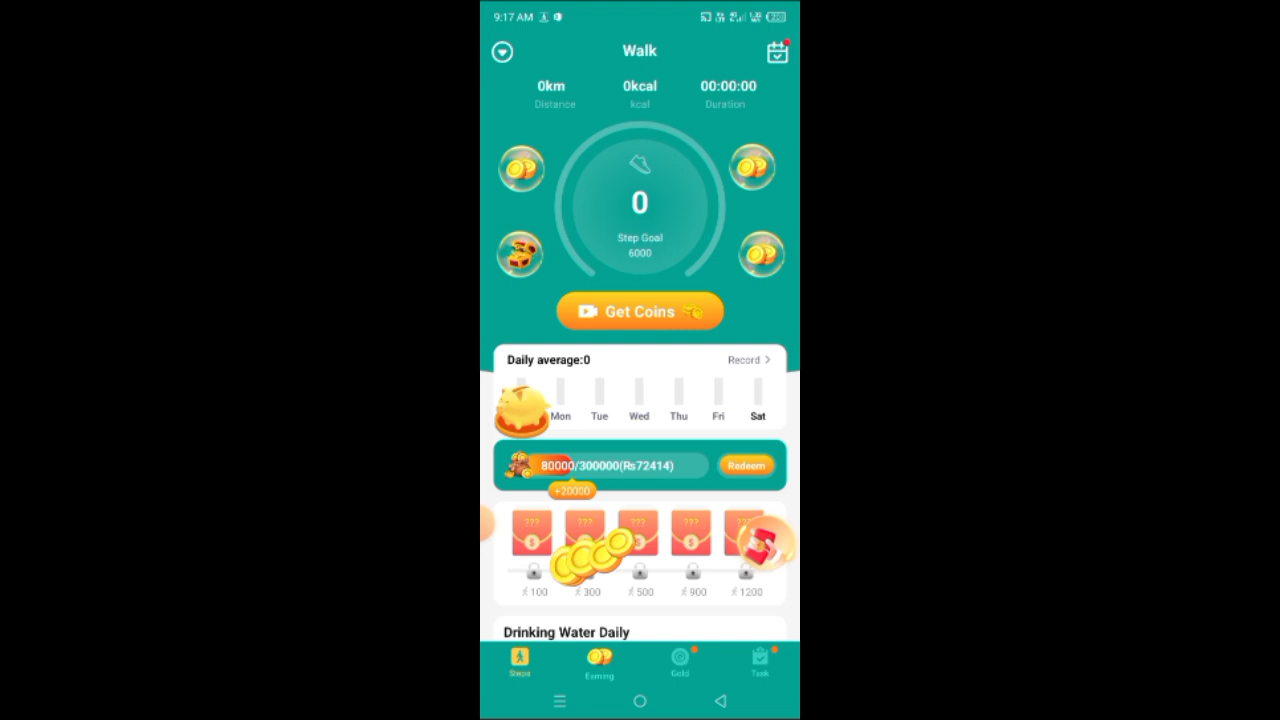 9:17 AM
Walk
0km 0kcal 00:00:00
Distance kcal Duration
0
Step Goal
6000
Get Coins
Daily average:0 Record >
Mon Tue Wed Thu Fri Sat
80000/300000(₨72414) Redeem
+20000
??? ??? ??? ??? ???
100 300 500 900 1200
Drinking Water Daily
Steps Earning Gold Task